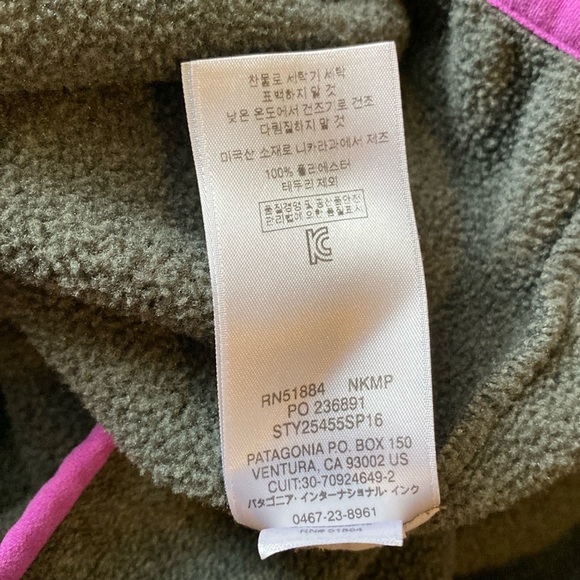 찬물로 세탁기 세탁
표백하지 말 것
낮은 온도에서 건조기로 건조
다림질하지 말 것
미국산 소재로 니카라과에서 제조
100% 폴리에스터
테두리 제외
품질경영 및 공산품안전
관리법에 의한 품질표시
RN51884 NKMP
PO 236891
STY25455SP16
PATAGONIA P.O. BOX 150
VENTURA, CA 93002 US
CUIT:30-70924649-2
パタゴニア・インターナショナル・インク
0467-23-8961
RN# 51884